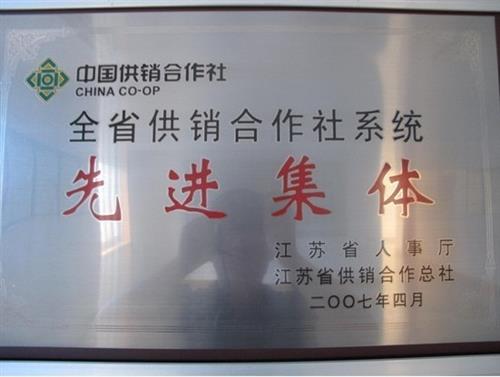 中国供销合作社
CHINA CO-OP
全省供销合作社系统
先进集体
江苏省人事厅
江苏省供销合作总社
二〇〇七年四月